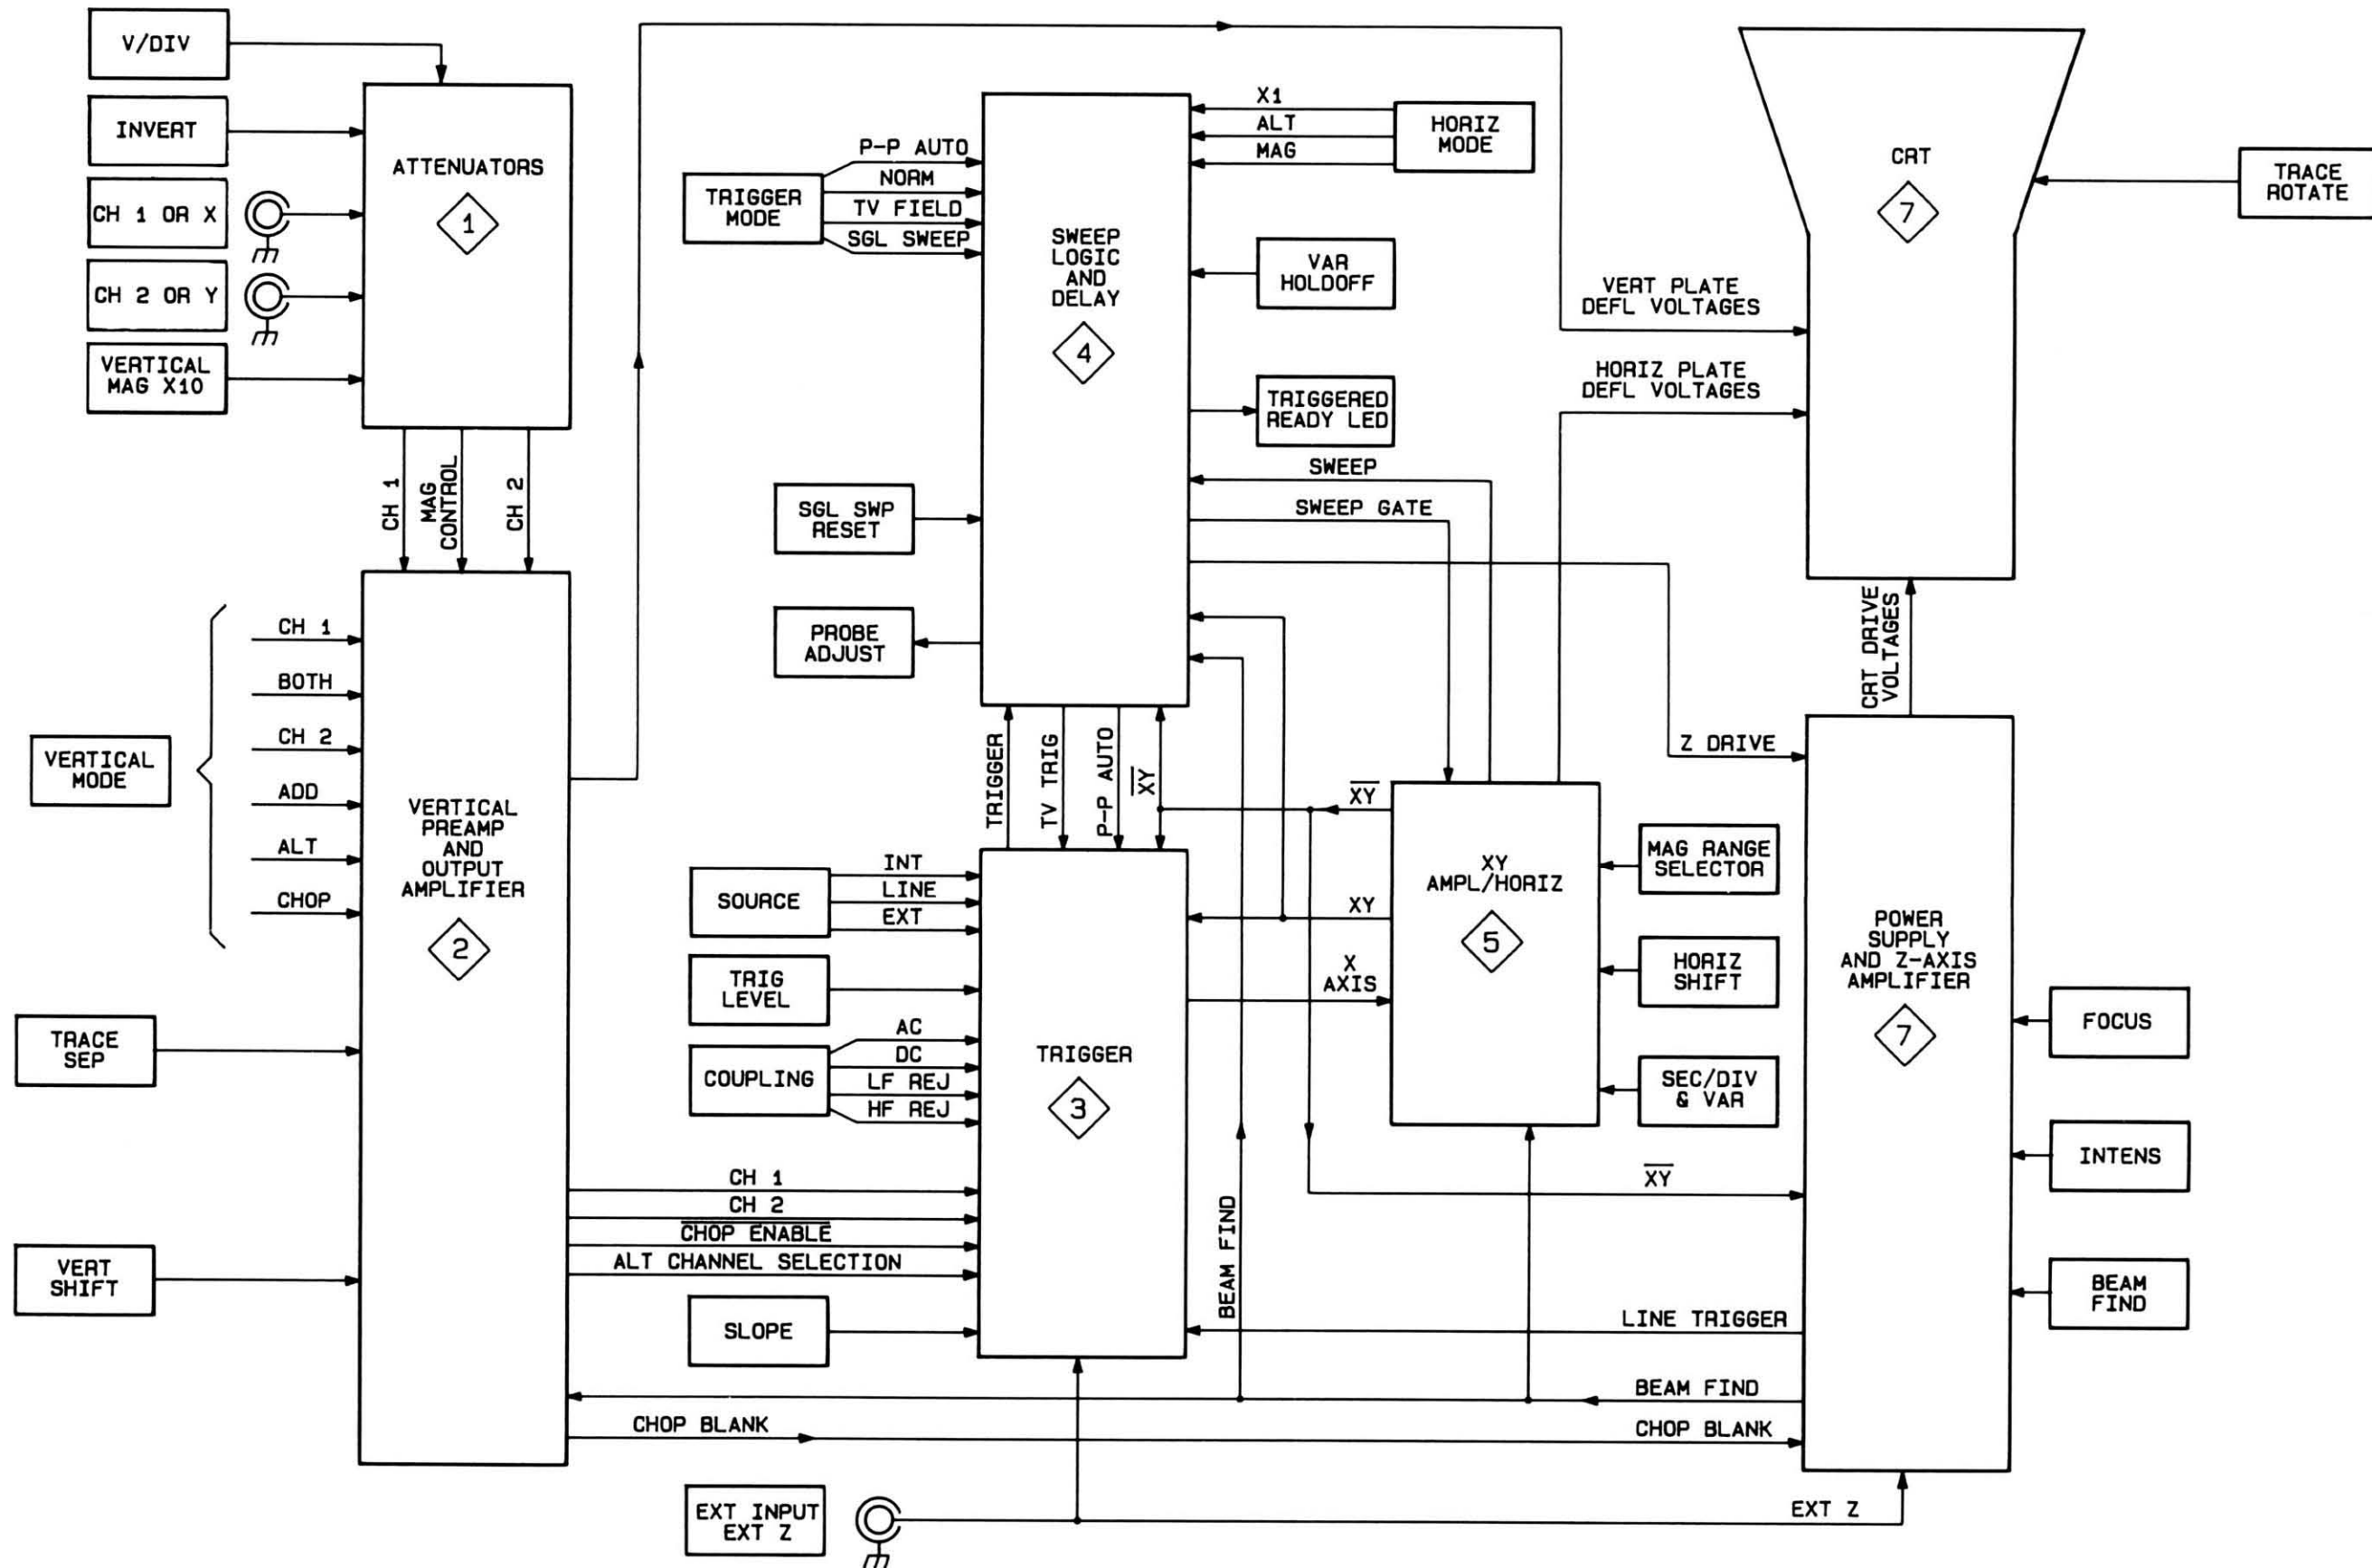 V/DIV
INVERT
CH 1 OR X
CH 2 OR Y
VERTICAL
MAG X10
ATTENUATORS
1
CH 1
MAG
CONTROL
CH 2
VERTICAL
MODE
CH 1
BOTH
CH 2
ADD
ALT
CHOP
TRACE
SEP
VERT
SHIFT
VERTICAL
PREAMP
AND
OUTPUT
AMPLIFIER
2
TRIGGER
MODE
P-P AUTO
NORM
TV FIELD
SGL SWEEP
SGL SWP
RESET
PROBE
ADJUST
SWEEP
LOGIC
AND
DELAY
4
X1
ALT
MAG
HORIZ
MODE
VAR
HOLDOFF
TRIGGERED
READY LED
SWEEP
SWEEP GATE
TRIGGER
TV TRIG
P-P AUTO
X̅Y̅
SOURCE
INT
LINE
EXT
TRIG
LEVEL
COUPLING
AC
DC
LF REJ
HF REJ
CH 1
CH 2
C̅H̅O̅P̅ E̅N̅A̅B̅L̅E̅
ALT CHANNEL SELECTION
SLOPE
TRIGGER
3
X̅Y̅
XY
X
AXIS
XY
AMPL/HORIZ
5
MAG RANGE
SELECTOR
HORIZ
SHIFT
SEC/DIV
& VAR
BEAM FIND
X̅Y̅
LINE TRIGGER
BEAM FIND
CHOP BLANK
CHOP BLANK
EXT INPUT
EXT Z
EXT Z
VERT PLATE
DEFL VOLTAGES
HORIZ PLATE
DEFL VOLTAGES
CRT
7
TRACE
ROTATE
CRT DRIVE
VOLTAGES
Z DRIVE
POWER
SUPPLY
AND Z-AXIS
AMPLIFIER
7
FOCUS
INTENS
BEAM
FIND